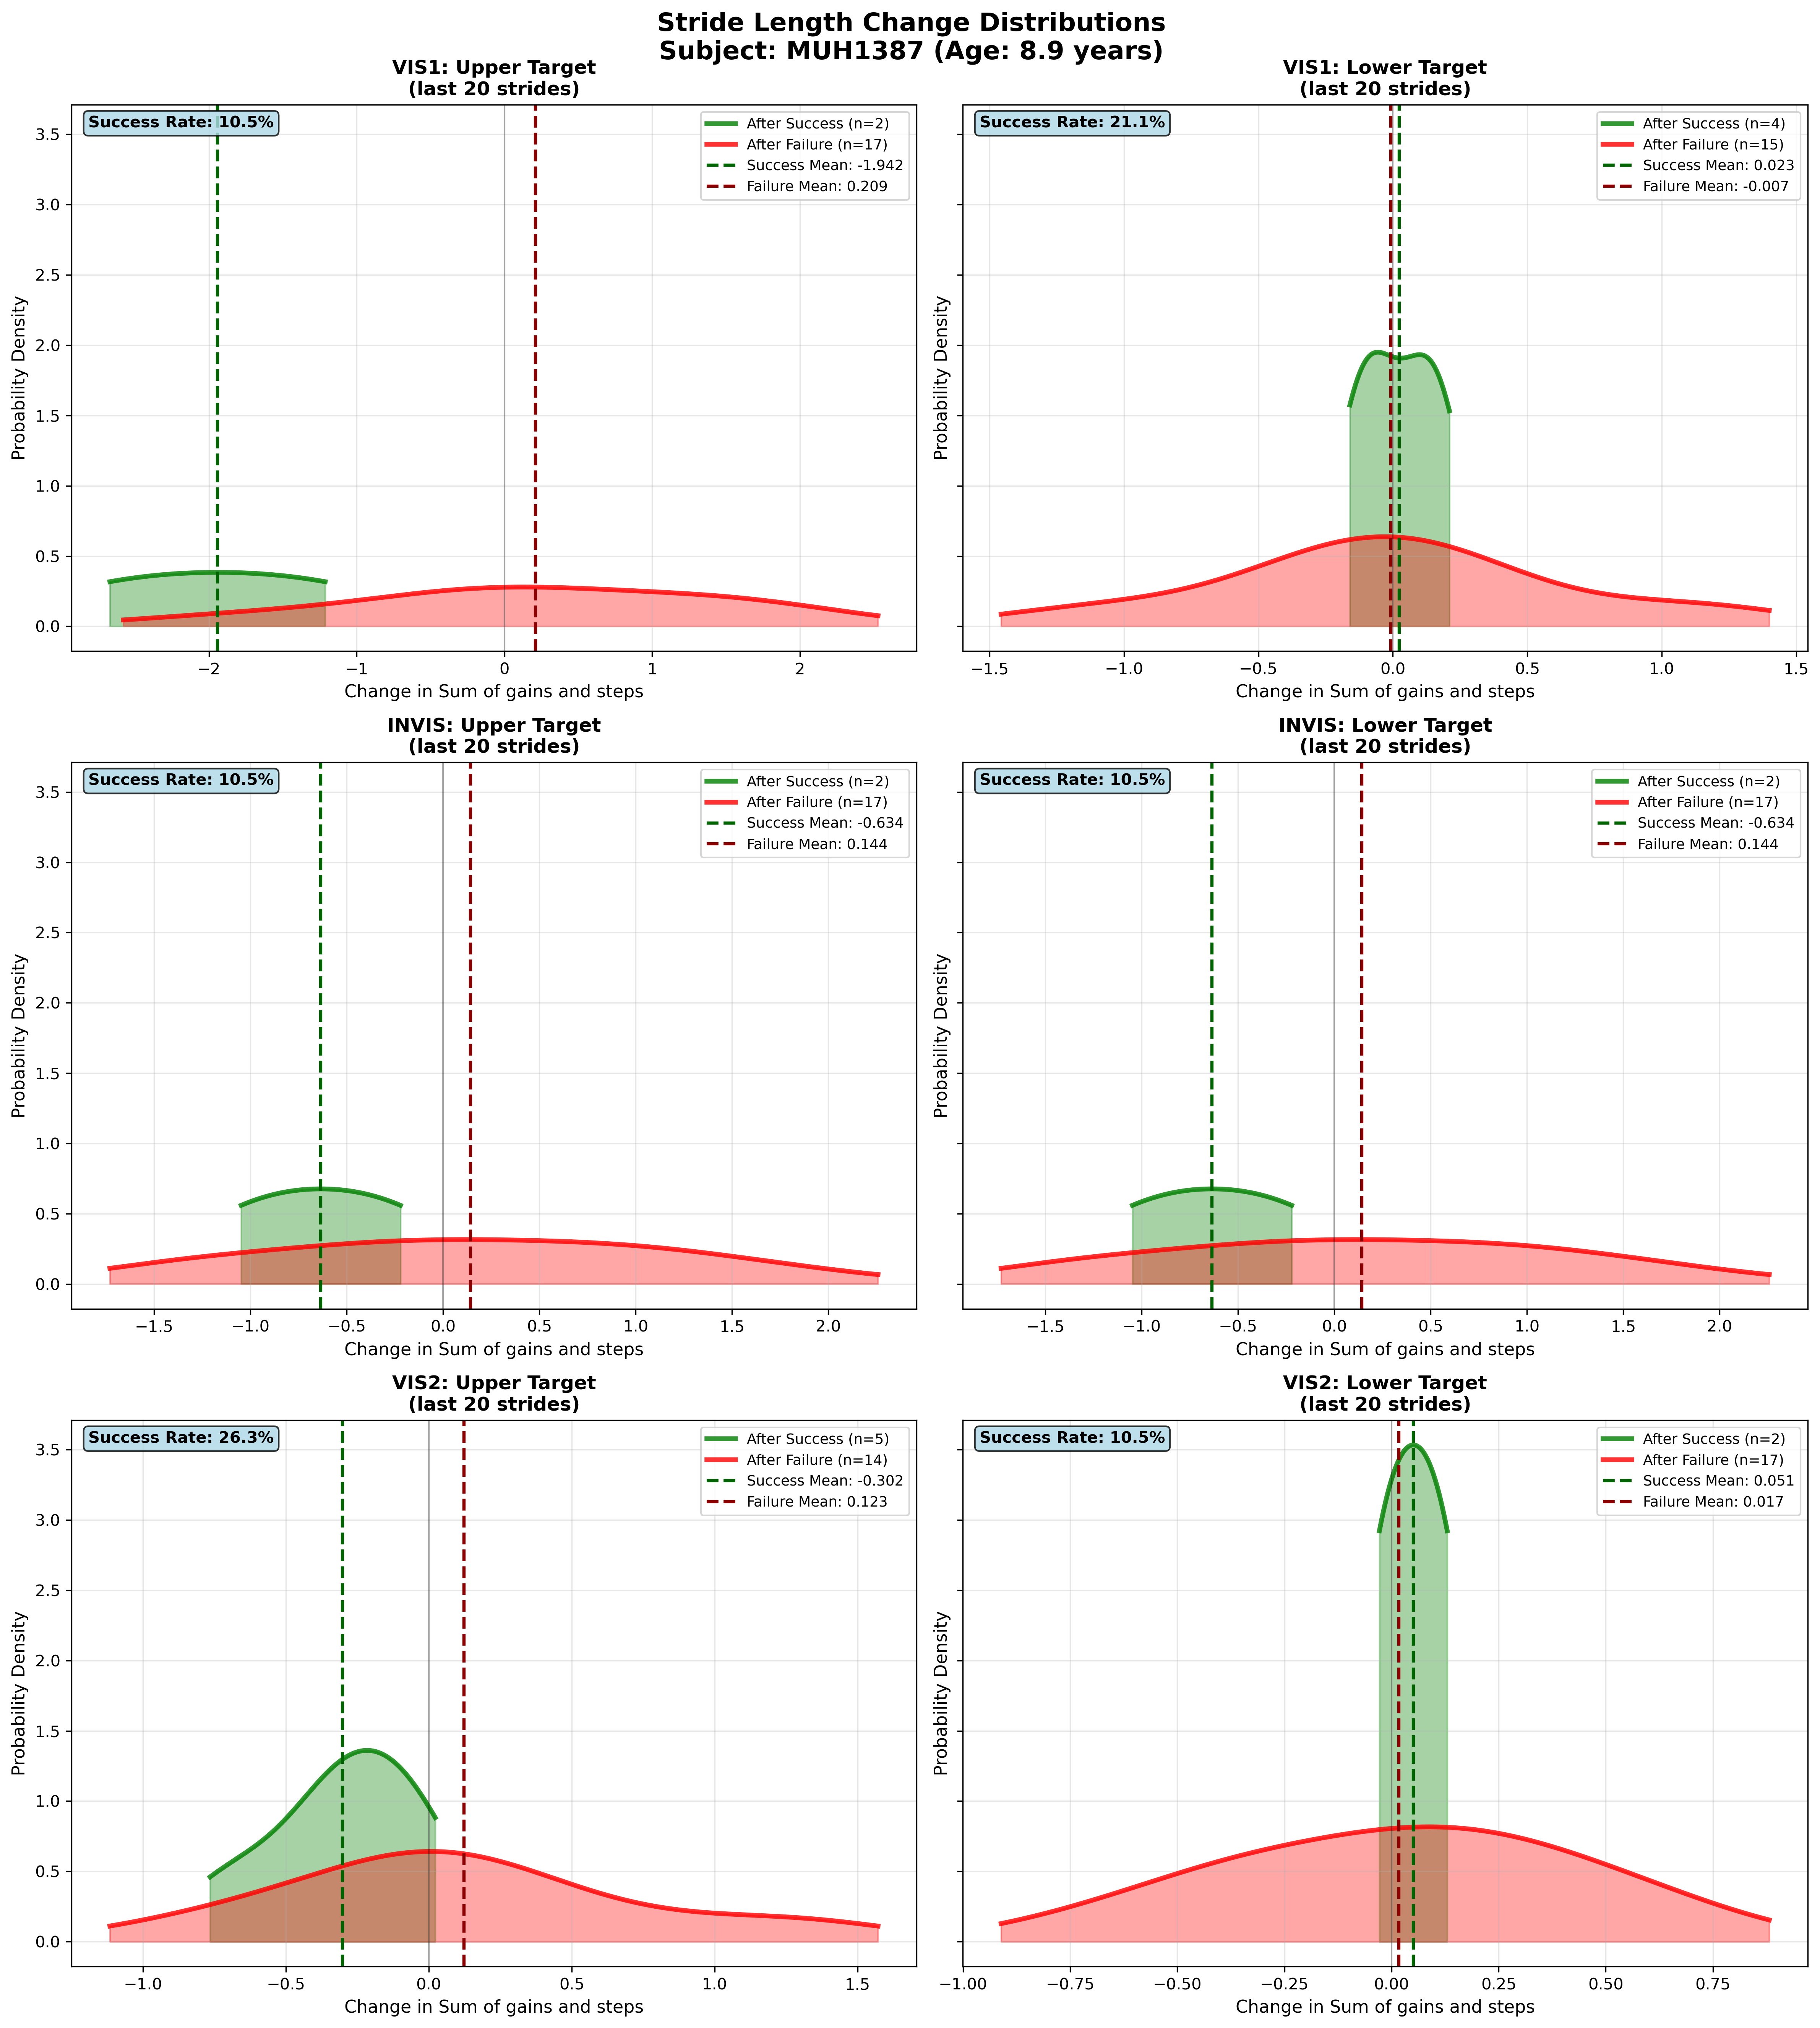 Stride Length Change Distributions
Subject: MUH1387 (Age: 8.9 years)
VIS1: Upper Target
(last 20 strides)
Success Rate: 10.5%
After Success (n=2)
After Failure (n=17)
Success Mean: -1.942
Failure Mean: 0.209
3.5
3.0
2.5
2.0
1.5
1.0
0.5
0.0
Probability Density
−2
−1
0
1
2
Change in Sum of gains and steps
VIS1: Lower Target
(last 20 strides)
Success Rate: 21.1%
After Success (n=4)
After Failure (n=15)
Success Mean: 0.023
Failure Mean: -0.007
Probability Density
−1.5
−1.0
−0.5
0.0
0.5
1.0
1.5
Change in Sum of gains and steps
INVIS: Upper Target
(last 20 strides)
Success Rate: 10.5%
After Success (n=2)
After Failure (n=17)
Success Mean: -0.634
Failure Mean: 0.144
3.5
3.0
2.5
2.0
1.5
1.0
0.5
0.0
Probability Density
−1.5
−1.0
−0.5
0.0
0.5
1.0
1.5
2.0
Change in Sum of gains and steps
INVIS: Lower Target
(last 20 strides)
Success Rate: 10.5%
After Success (n=2)
After Failure (n=17)
Success Mean: -0.634
Failure Mean: 0.144
Probability Density
−1.5
−1.0
−0.5
0.0
0.5
1.0
1.5
2.0
Change in Sum of gains and steps
VIS2: Upper Target
(last 20 strides)
Success Rate: 26.3%
After Success (n=5)
After Failure (n=14)
Success Mean: -0.302
Failure Mean: 0.123
3.5
3.0
2.5
2.0
1.5
1.0
0.5
0.0
Probability Density
−1.0
−0.5
0.0
0.5
1.0
1.5
Change in Sum of gains and steps
VIS2: Lower Target
(last 20 strides)
Success Rate: 10.5%
After Success (n=2)
After Failure (n=17)
Success Mean: 0.051
Failure Mean: 0.017
Probability Density
−1.00
−0.75
−0.50
−0.25
0.00
0.25
0.50
0.75
Change in Sum of gains and steps